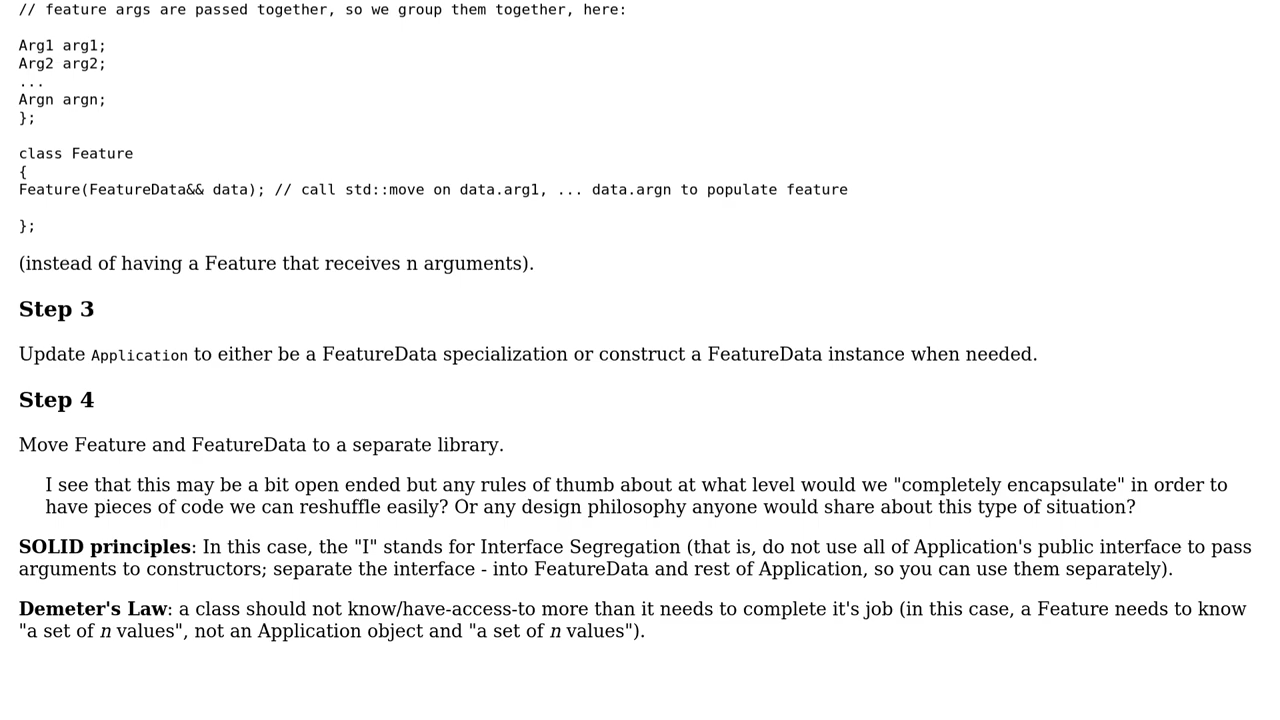 // feature args are passed together, so we group them together, here:
Arg1 arg1;
Arg2 arg2;
...
Argn argn;
};
class Feature
{
Feature(FeatureData&& data); // call std::move on data.arg1, ... data.argn to populate feature
};
(instead of having a Feature that receives n arguments).
Step 3
Update Application to either be a FeatureData specialization or construct a FeatureData instance when needed.
Step 4
Move Feature and FeatureData to a separate library.
I see that this may be a bit open ended but any rules of thumb about at what level would we "completely encapsulate" in order to
have pieces of code we can reshuffle easily? Or any design philosophy anyone would share about this type of situation?
SOLID principles: In this case, the "I" stands for Interface Segregation (that is, do not use all of Application's public interface to pass
arguments to constructors; separate the interface - into FeatureData and rest of Application, so you can use them separately).
Demeter's Law: a class should not know/have-access-to more than it needs to complete it's job (in this case, a Feature needs to know
"a set of n values", not an Application object and "a set of n values").